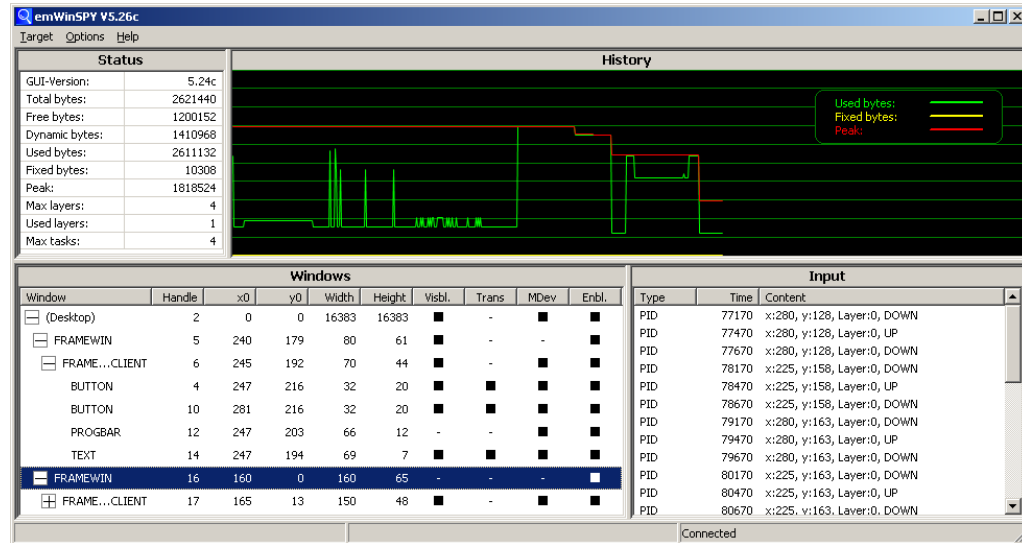 emWinSPY V5.26c
Target Options Help
Status
GUI-Version: 5.24c
Total bytes: 2621440
Free bytes: 1200152
Dynamic bytes: 1410968
Used bytes: 2611132
Fixed bytes: 10308
Peak: 1818524
Max layers: 4
Used layers: 1
Max tasks: 4
History
Used bytes:
Fixed bytes:
Peak:
Windows
Window Handle x0 y0 Width Height Visbl. Trans MDev Enbl.
(Desktop) 2 0 0 16383 16383 -
FRAMEWIN 5 240 179 80 61 - -
FRAME...CLIENT 6 245 192 70 44 -
BUTTON 4 247 216 32 20
BUTTON 10 281 216 32 20
PROGBAR 12 247 203 66 12 - -
TEXT 14 247 194 69 7
FRAMEWIN 16 160 0 160 65 - - -
FRAME...CLIENT 17 165 13 150 48 -
Input
Type Time Content
PID 77170 x:280, y:128, Layer:0, DOWN
PID 77470 x:280, y:128, Layer:0, UP
PID 77670 x:280, y:128, Layer:0, DOWN
PID 78170 x:225, y:158, Layer:0, DOWN
PID 78470 x:225, y:158, Layer:0, UP
PID 78670 x:225, y:158, Layer:0, DOWN
PID 79170 x:280, y:163, Layer:0, DOWN
PID 79470 x:280, y:163, Layer:0, UP
PID 79670 x:280, y:163, Layer:0, DOWN
PID 80170 x:225, y:163, Layer:0, DOWN
PID 80470 x:225, y:163, Layer:0, UP
PID 80670 x:225, y:163, Layer:0, DOWN
Connected